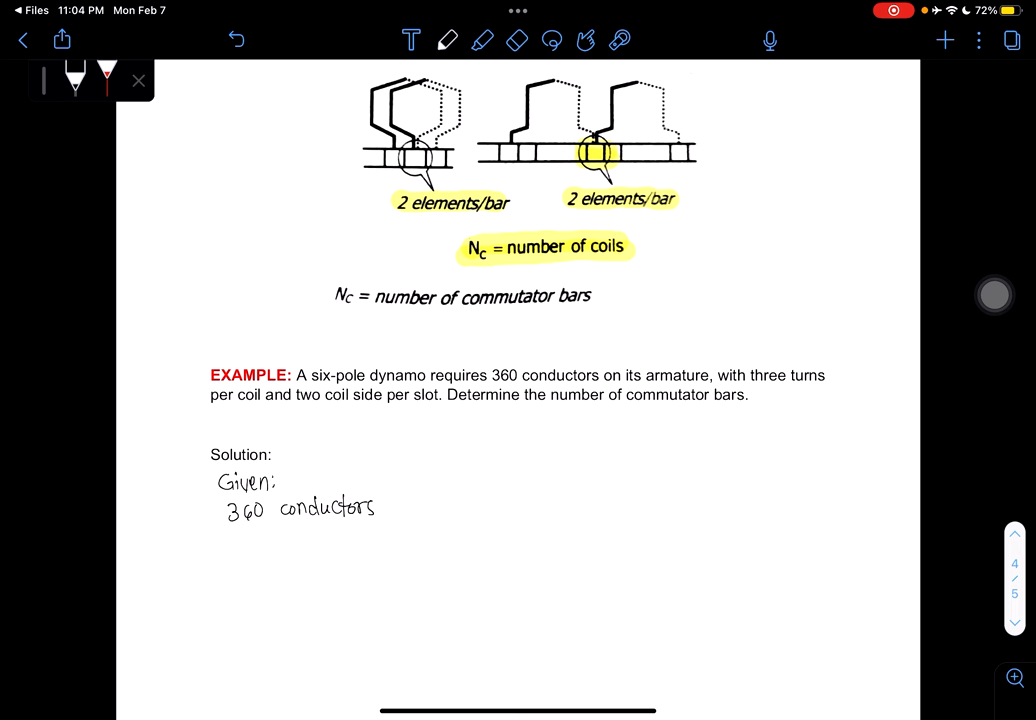 Files 11:04 PM Mon Feb 7
72%
T
2 elements/bar
2 elements/bar
Nc = number of coils
Nc = number of commutator bars
EXAMPLE: A six-pole dynamo requires 360 conductors on its armature, with three turns
per coil and two coil side per slot. Determine the number of commutator bars.
Solution:
Given:
360 conductors
4
/
5